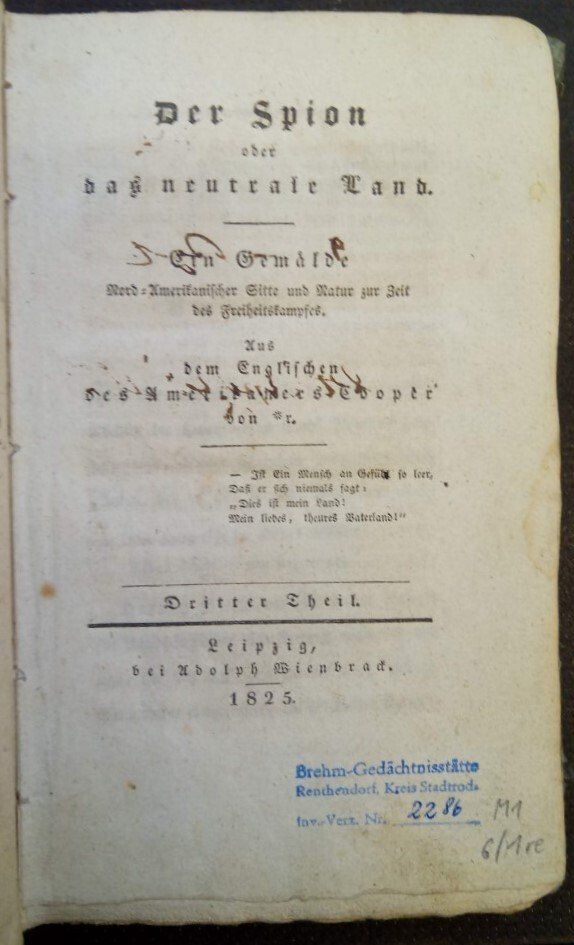 Der Spion
oder
das neutrale Land.
Ein Gemälde
Nord-Amerikanischer Sitte und Natur zur Zeit
des Freiheitskampfes.
Aus
dem Englischen
des Amerikaners Cooper
von *r.
— Ist Ein Mensch an Gefühl so leer,
Daß er sich niemals sagt:
„Dies ist mein Land!
Mein liebes, theures Vaterland!"
Dritter Theil.
Leipzig,
bei Adolph Wienbrack.
1825.
Brehm-Gedächtnisstätte
Renthendorf, Kreis Stadtroda
Inv.-Verz. Nr. 2286
M1
6/1re